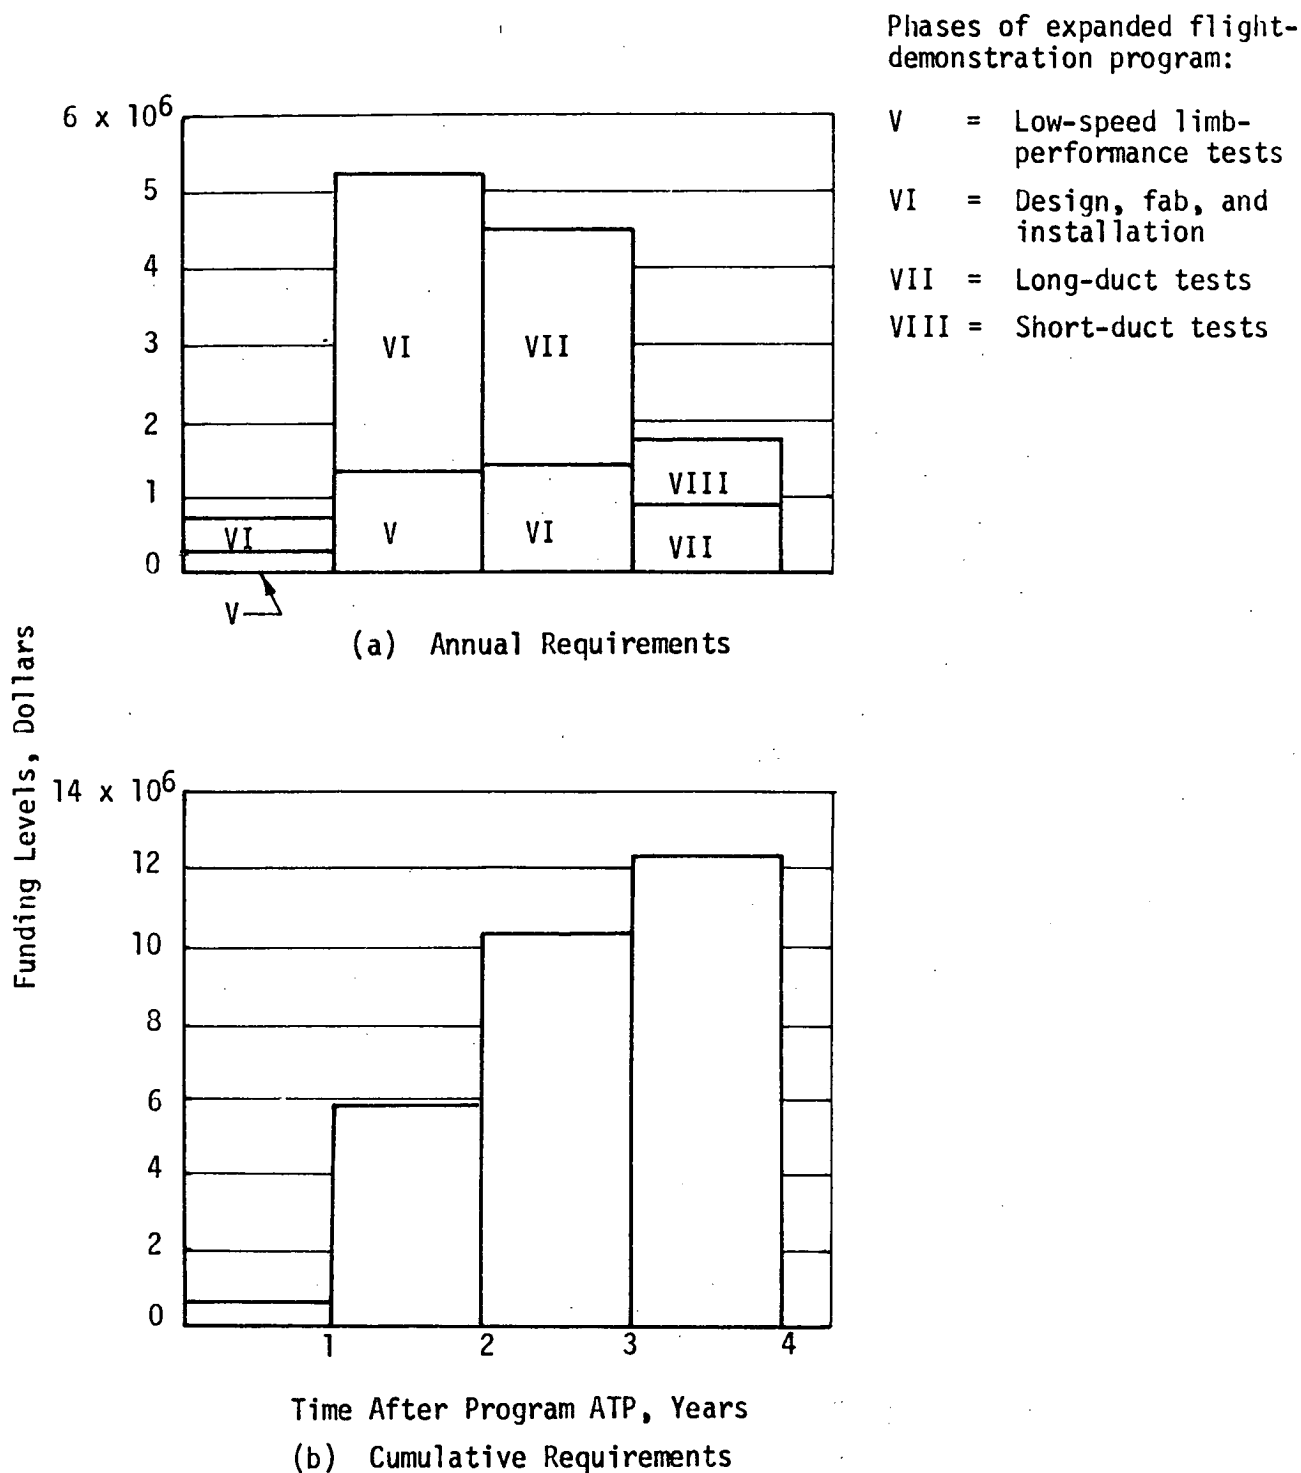 Phases of expanded flight-
demonstration program:
V = Low-speed limb-
performance tests
VI = Design, fab, and
installation
VII = Long-duct tests
VIII = Short-duct tests
6 x 10⁶
5
4
3
2
1
0
VI
V
VI
V
VII
VI
VIII
VII
(a) Annual Requirements
Funding Levels, Dollars
14 x 10⁶
12
10
8
6
4
2
0
1 2 3 4
Time After Program ATP, Years
(b) Cumulative Requirements